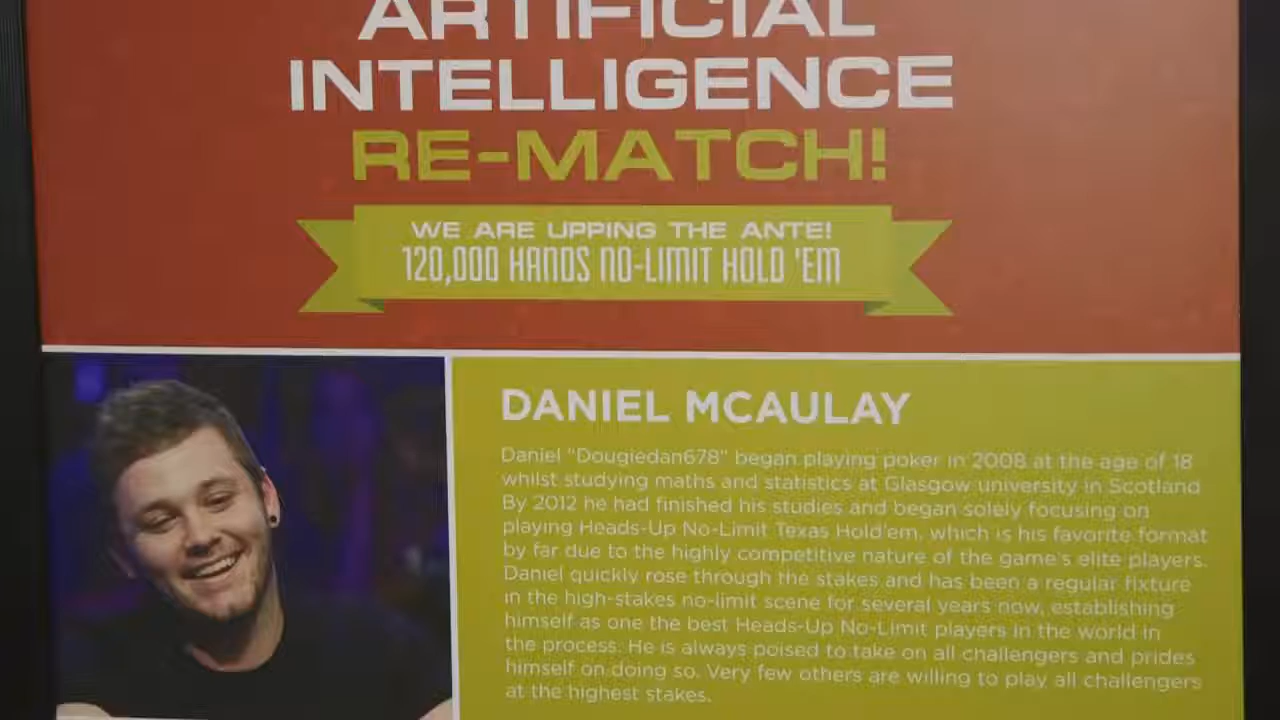 ARTIFICIAL
INTELLIGENCE
RE-MATCH!
WE ARE UPPING THE ANTE!
120,000 HANDS NO-LIMIT HOLD 'EM
DANIEL MCAULAY
Daniel "Dougiedan678" began playing poker in 2008 at the age of 18
whilst studying maths and statistics at Glasgow university in Scotland
By 2012 he had finished his studies and began solely focusing on
playing Heads-Up No-Limit Texas Hold'em, which is his favorite format
by far due to the highly competitive nature of the game's elite players.
Daniel quickly rose through the stakes and has been a regular fixture
in the high-stakes no-limit scene for several years now, establishing
himself as one the best Heads-Up No-Limit players in the world in
the process. He is always poised to take on all challengers and prides
himself on doing so. Very few others are willing to play all challengers
at the highest stakes.